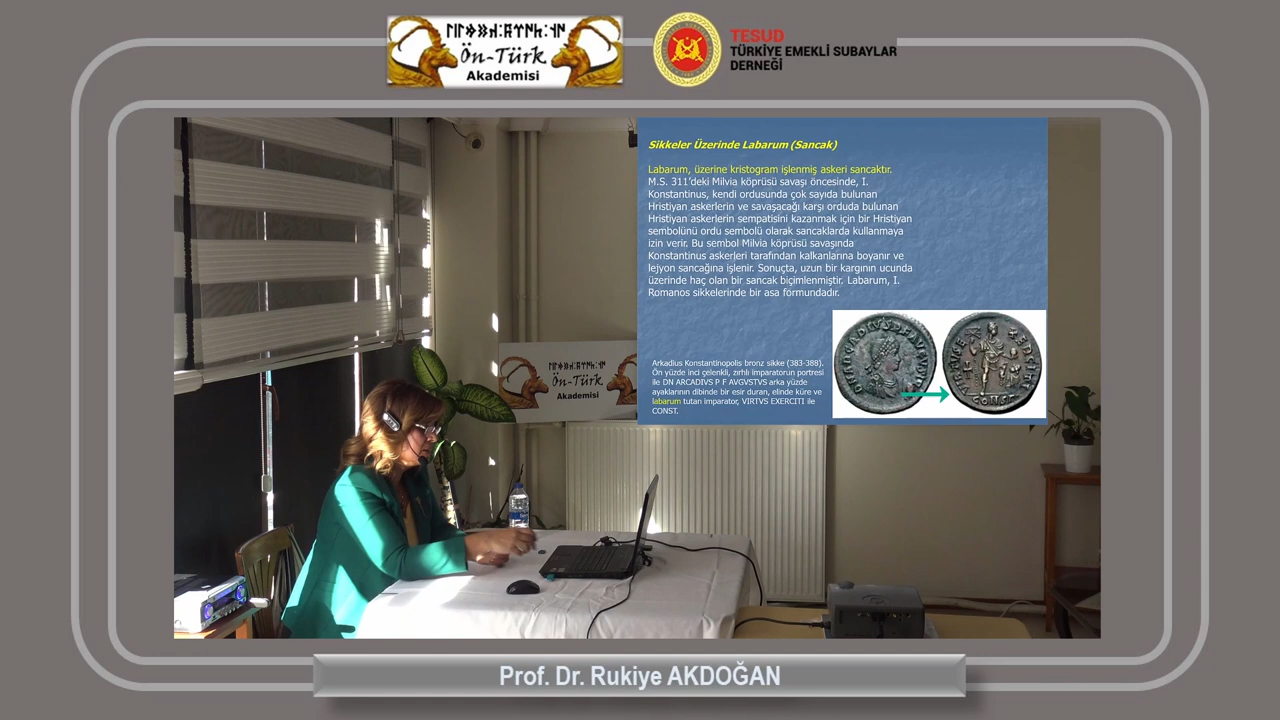 Ön-Türk
Akademisi
TESUD
TÜRKİYE EMEKLİ SUBAYLAR
DERNEĞİ
Sikkeler Üzerinde Labarum (Sancak)
Labarum, üzerine kristogram işlenmiş askeri sancaktır.
M.S. 311'deki Milvia köprüsü savaşı öncesinde, I.
Konstantinus, kendi ordusunda çok sayıda bulunan
Hristiyan askerlerin ve savaşacağı karşı orduda bulunan
Hristiyan askerlerin sempatisini kazanmak için bir Hristiyan
sembolünü ordu sembolü olarak sancaklarda kullanmaya
izin verir. Bu sembol Milvia köprüsü savaşında
Konstantinus askerleri tarafından kalkanlarına boyanır ve
lejyon sancağına işlenir. Sonuçta, uzun bir kargının ucunda
üzerinde haç olan bir sancak biçimlenmiştir. Labarum, I.
Romanos sikkelerinde bir asa formundadır.
Arkadius Konstantinopolis bronz sikke (383-388).
Ön yüzde inci çelenkli, zırhlı imparatorun portresi
ile DN ARCADIVS P F AVGVSTVS arka yüzde
ayaklarının dibinde bir esir duran, elinde küre ve
labarum tutan imparator, VIRTVS EXERCITI ile
CONST.
Ön-Türk
Akademisi
Prof. Dr. Rukiye AKDOĞAN